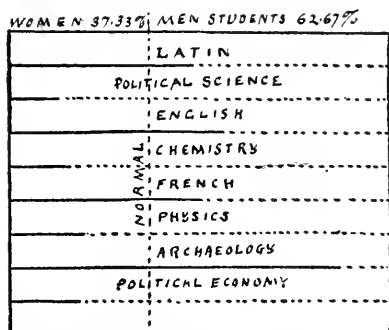 WOMEN 37.33% MEN STUDENTS 62.67%
LATIN
POLITICAL SCIENCE
ENGLISH
CHEMISTRY
FRENCH
PHYSICS
ARCHAEOLOGY
POLITICAL ECONOMY
NORMAL